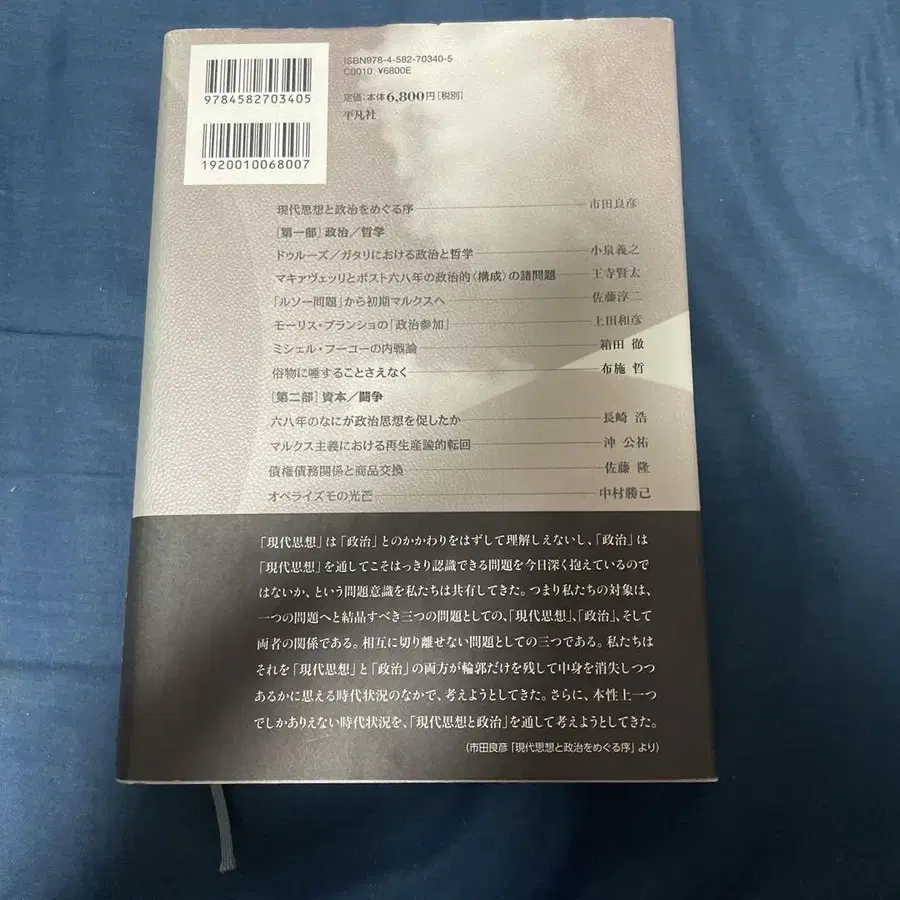 ISBN978-4-582-70340-5
C0010 ¥6800E
定価:本体6,800円[税別]
平凡社
9784582703405
1920010068007
現代思想と政治をめぐる序 市田良彦
[第一部]政治/哲学
ドゥルーズ/ガタリにおける政治と哲学 小泉義之
マキァヴェッリとポスト六八年の政治的〈構成〉の諸問題 王寺賢太
「ルソー問題」から初期マルクスへ 佐藤淳二
モーリス・ブランショの「政治参加」 上田和彦
ミシェル・フーコーの内戦論 箱田 徹
俗物に唾することさえなく 布施 哲
[第二部]資本/闘争
六八年のなにが政治思想を促したか 長崎 浩
マルクス主義における再生産論的転回 沖 公祐
債権債務関係と商品交換 佐藤 隆
オペライズモの光芒 中村勝己
「現代思想」は「政治」とのかかわりをはずして理解しえないし、「政治」は
「現代思想」を通してこそはっきり認識できる問題を今日深く抱えているので
はないか、という問題意識を私たちは共有してきた。つまり私たちの対象は、
一つの問題へと結晶すべき三つの問題としての、「現代思想」、「政治」、そして
両者の関係である。相互に切り離せない問題としての三つである。私たちは
それを「現代思想」と「政治」の両方が輪郭だけを残して中身を消失しつつ
あるかに思える時代状況のなかで、考えようとしてきた。さらに、本性上一つ
でしかありえない時代状況を、「現代思想と政治」を通して考えようとしてきた。
(市田良彦「現代思想と政治をめぐる序」より)